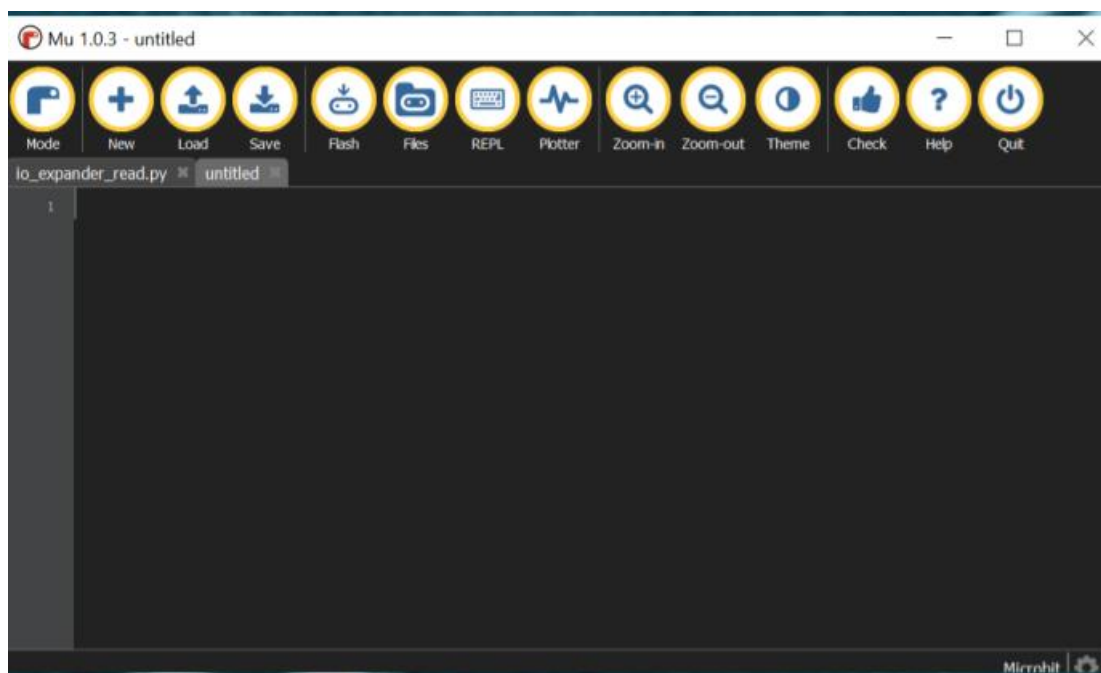 Mu 1.0.3 - untitled
Mode New Load Save Flash Files REPL Plotter Zoom-in Zoom-out Theme Check Help Quit
io_expander_read.py untitled
1
Microbit